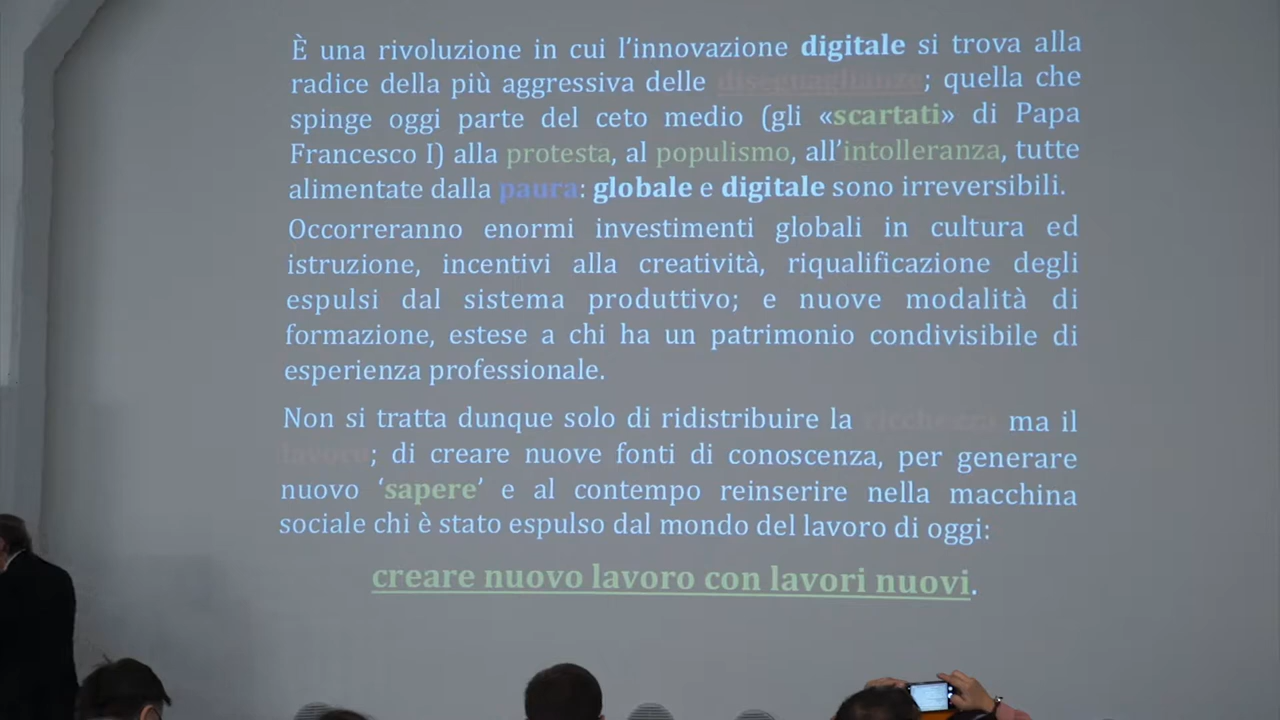 È una rivoluzione in cui l’innovazione digitale si trova alla
radice della più aggressiva delle diseguaglianze; quella che
spinge oggi parte del ceto medio (gli «scartati» di Papa
Francesco I) alla protesta, al populismo, all’intolleranza, tutte
alimentate dalla paura: globale e digitale sono irreversibili.
Occorreranno enormi investimenti globali in cultura ed
istruzione, incentivi alla creatività, riqualificazione degli
espulsi dal sistema produttivo; e nuove modalità di
formazione, estese a chi ha un patrimonio condivisibile di
esperienza professionale.
Non si tratta dunque solo di ridistribuire la ricchezza ma il
lavoro; di creare nuove fonti di conoscenza, per generare
nuovo ‘sapere’ e al contempo reinserire nella macchina
sociale chi è stato espulso dal mondo del lavoro di oggi:
creare nuovo lavoro con lavori nuovi.